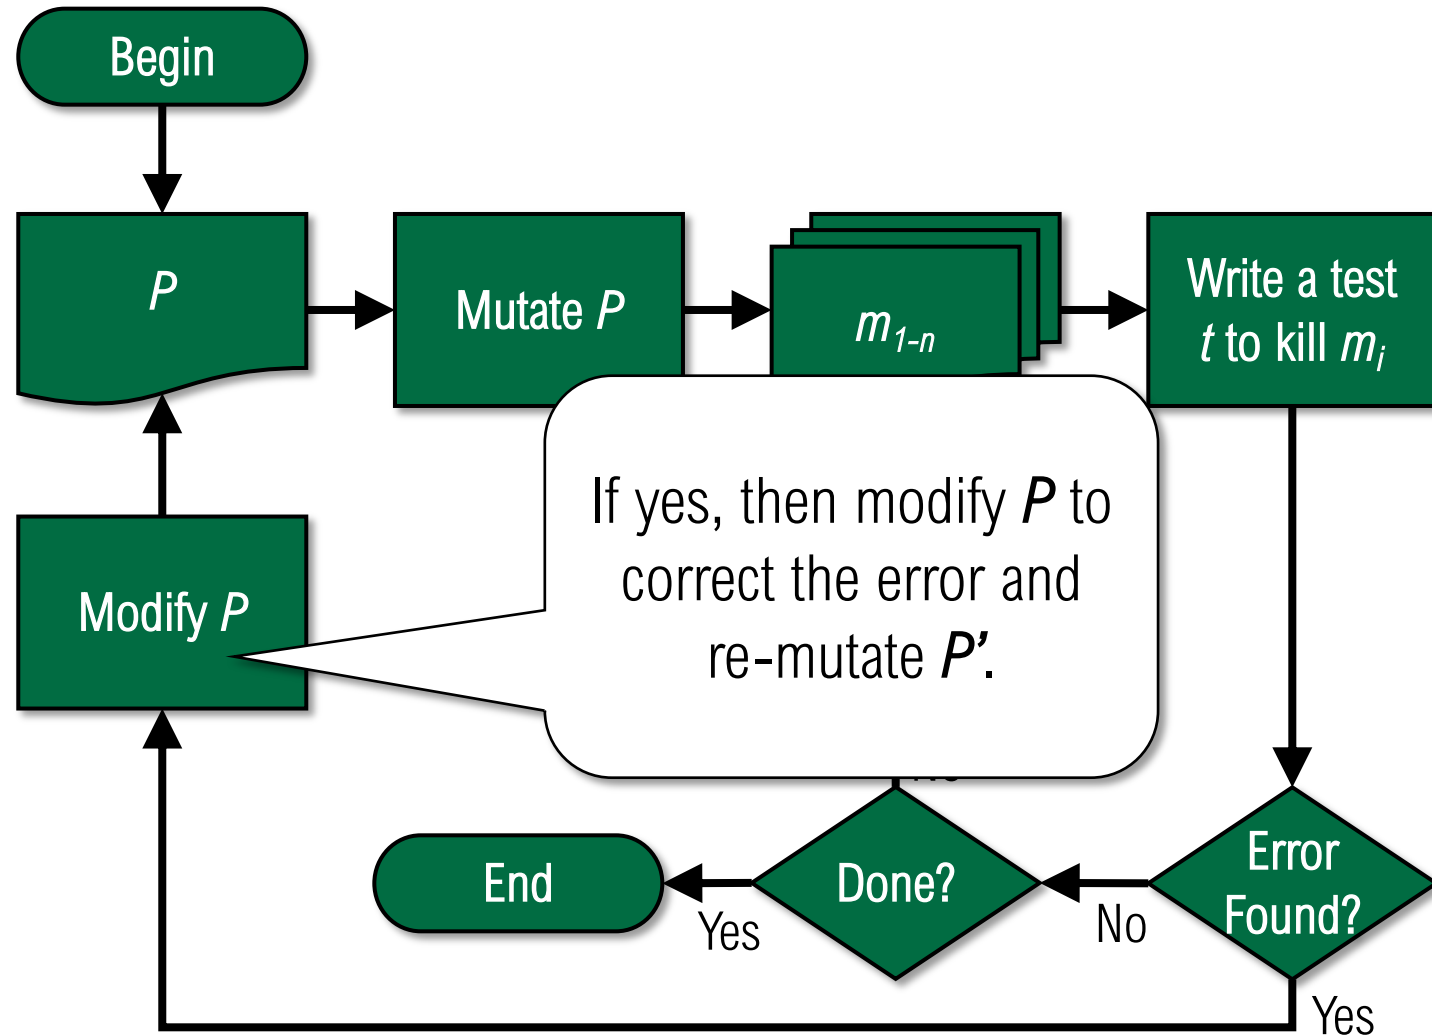 Begin
P
Mutate P
m1-n
Write a test
t to kill mi
If yes, then modify P to
correct the error and
re-mutate P’.
Modify P
End
Yes
Done?
No
Error
Found?
Yes